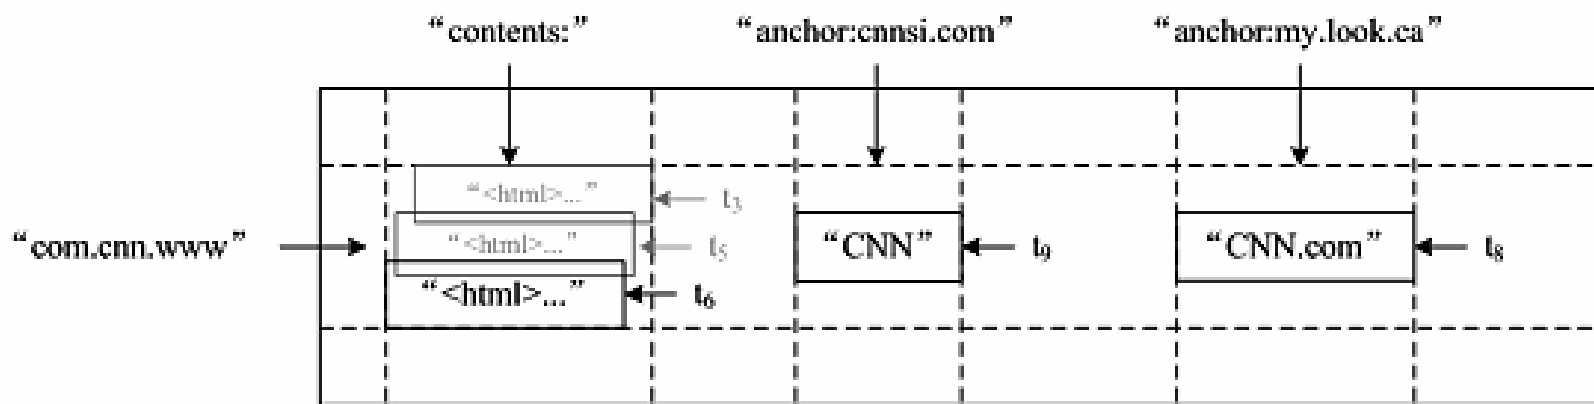 “contents:” “anchor:cnnsi.com” “anchor:my.look.ca”
“<html>...” t₃
“com.cnn.www” “<html>...” t₅ “CNN” t₉ “CNN.com” t₈
“<html>...” t₆